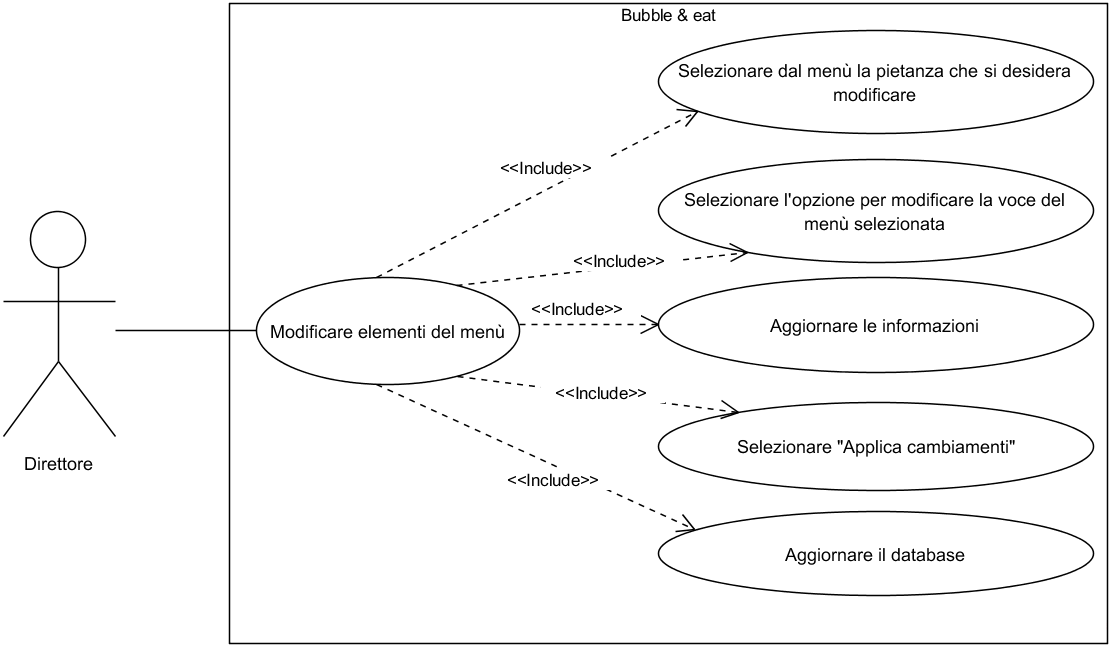 Bubble & eat
Selezionare dal menù la pietanza che si desidera
modificare
<<Include>>
Selezionare l'opzione per modificare la voce del
menù selezionata
<<Include>>
<<Include>>
Modificare elementi del menù
Aggiornare le informazioni
<<Include>>
Selezionare "Applica cambiamenti"
Direttore
<<Include>>
Aggiornare il database